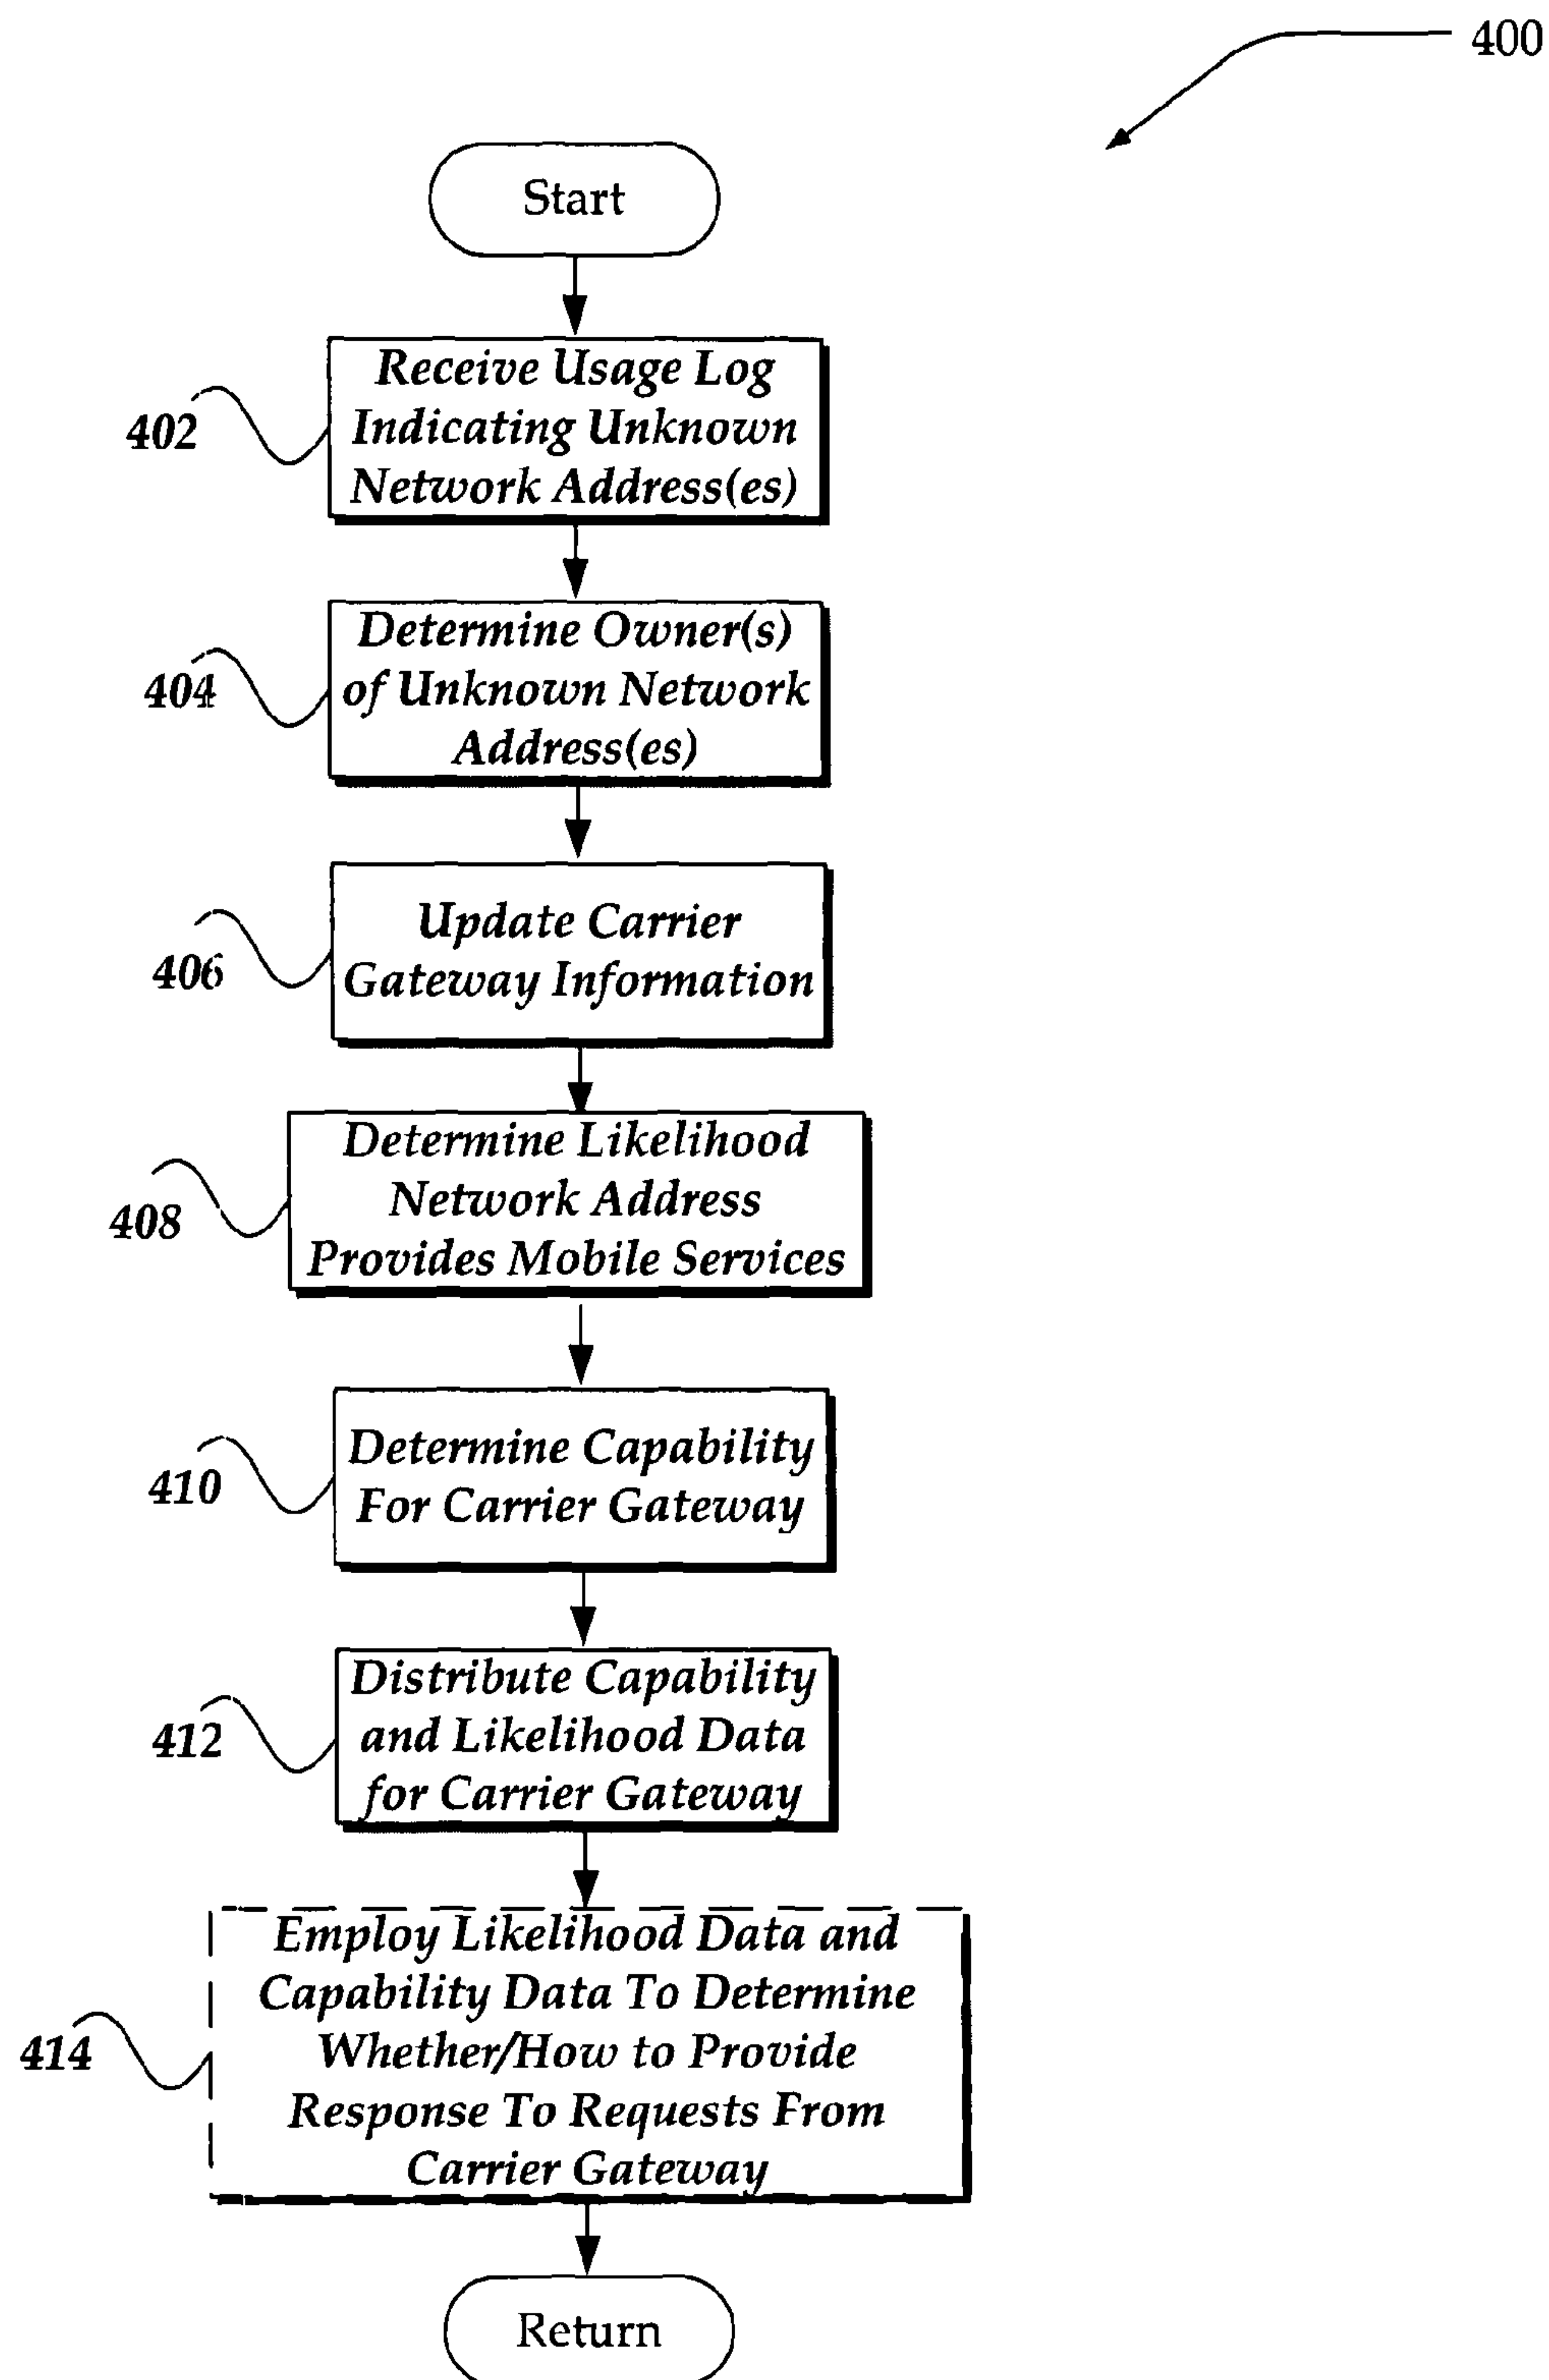 400
Start
Receive Usage Log
Indicating Unknown
Network Address(es)
402
Determine Owner(s)
of Unknown Network
Address(es)
404
Update Carrier
Gateway Information
406
Determine Likelihood
Network Address
Provides Mobile Services
408
Determine Capability
For Carrier Gateway
410
Distribute Capability
and Likelihood Data
for Carrier Gateway
412
Employ Likelihood Data and
Capability Data To Determine
Whether/How to Provide
Response To Requests From
Carrier Gateway
414
Return